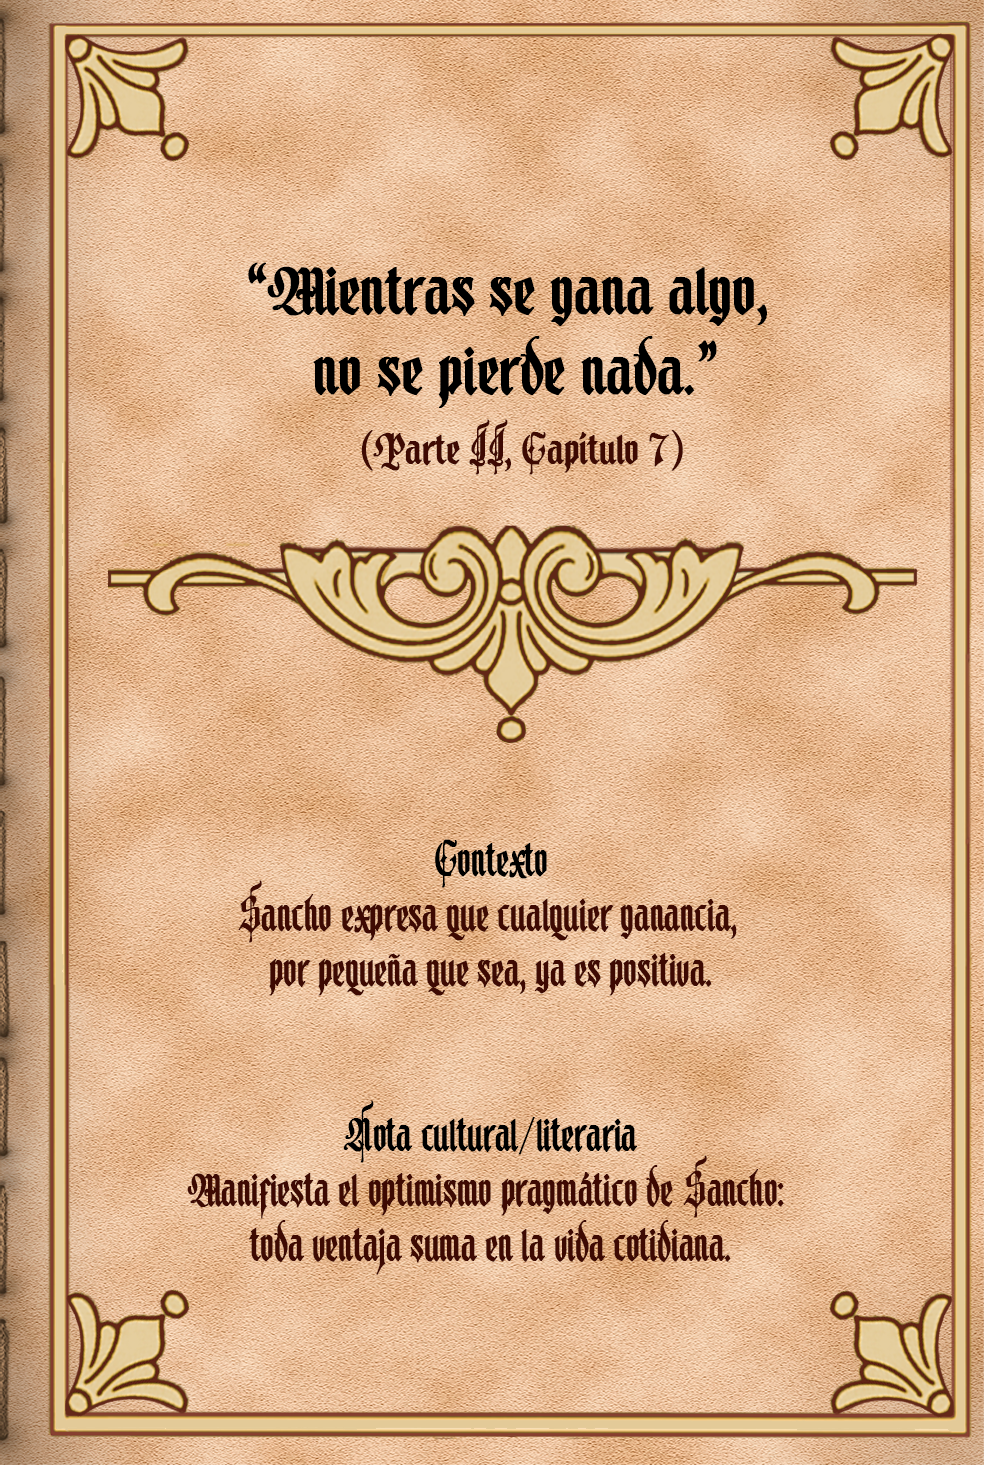 “Mientras se gana algo,
no se pierde nada.”
(Parte II, Capítulo 7)
Contexto
Sancho expresa que cualquier ganancia,
por pequeña que sea, ya es positiva.
Nota cultural/literaria
Manifiesta el optimismo pragmático de Sancho:
toda ventaja suma en la vida cotidiana.